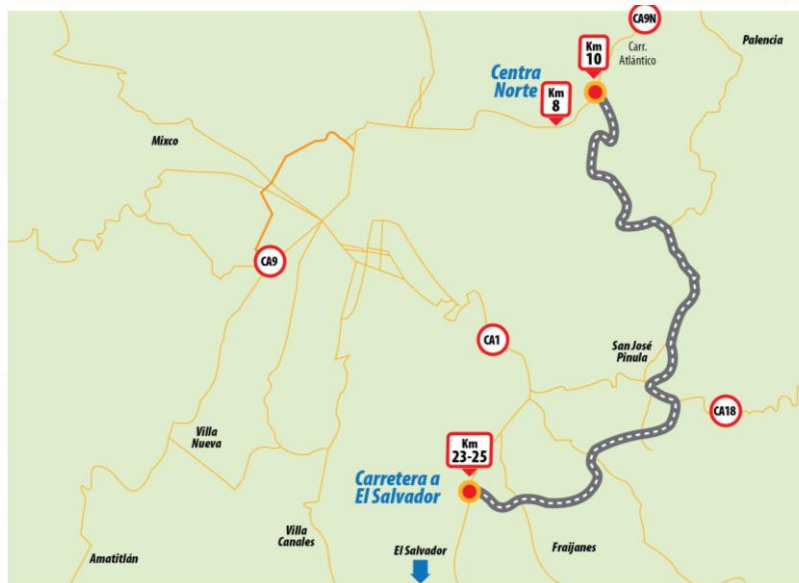 CA9N
Km
10
Carr.
Atlántico
Palencia
Centra
Norte
Km
8
Mixco
CA9
CA1
San José
Pinula
CA18
Villa
Nueva
Km
23-25
Carretera a
El Salvador
Villa
Canales
El Salvador
Fraijanes
Amatitlán